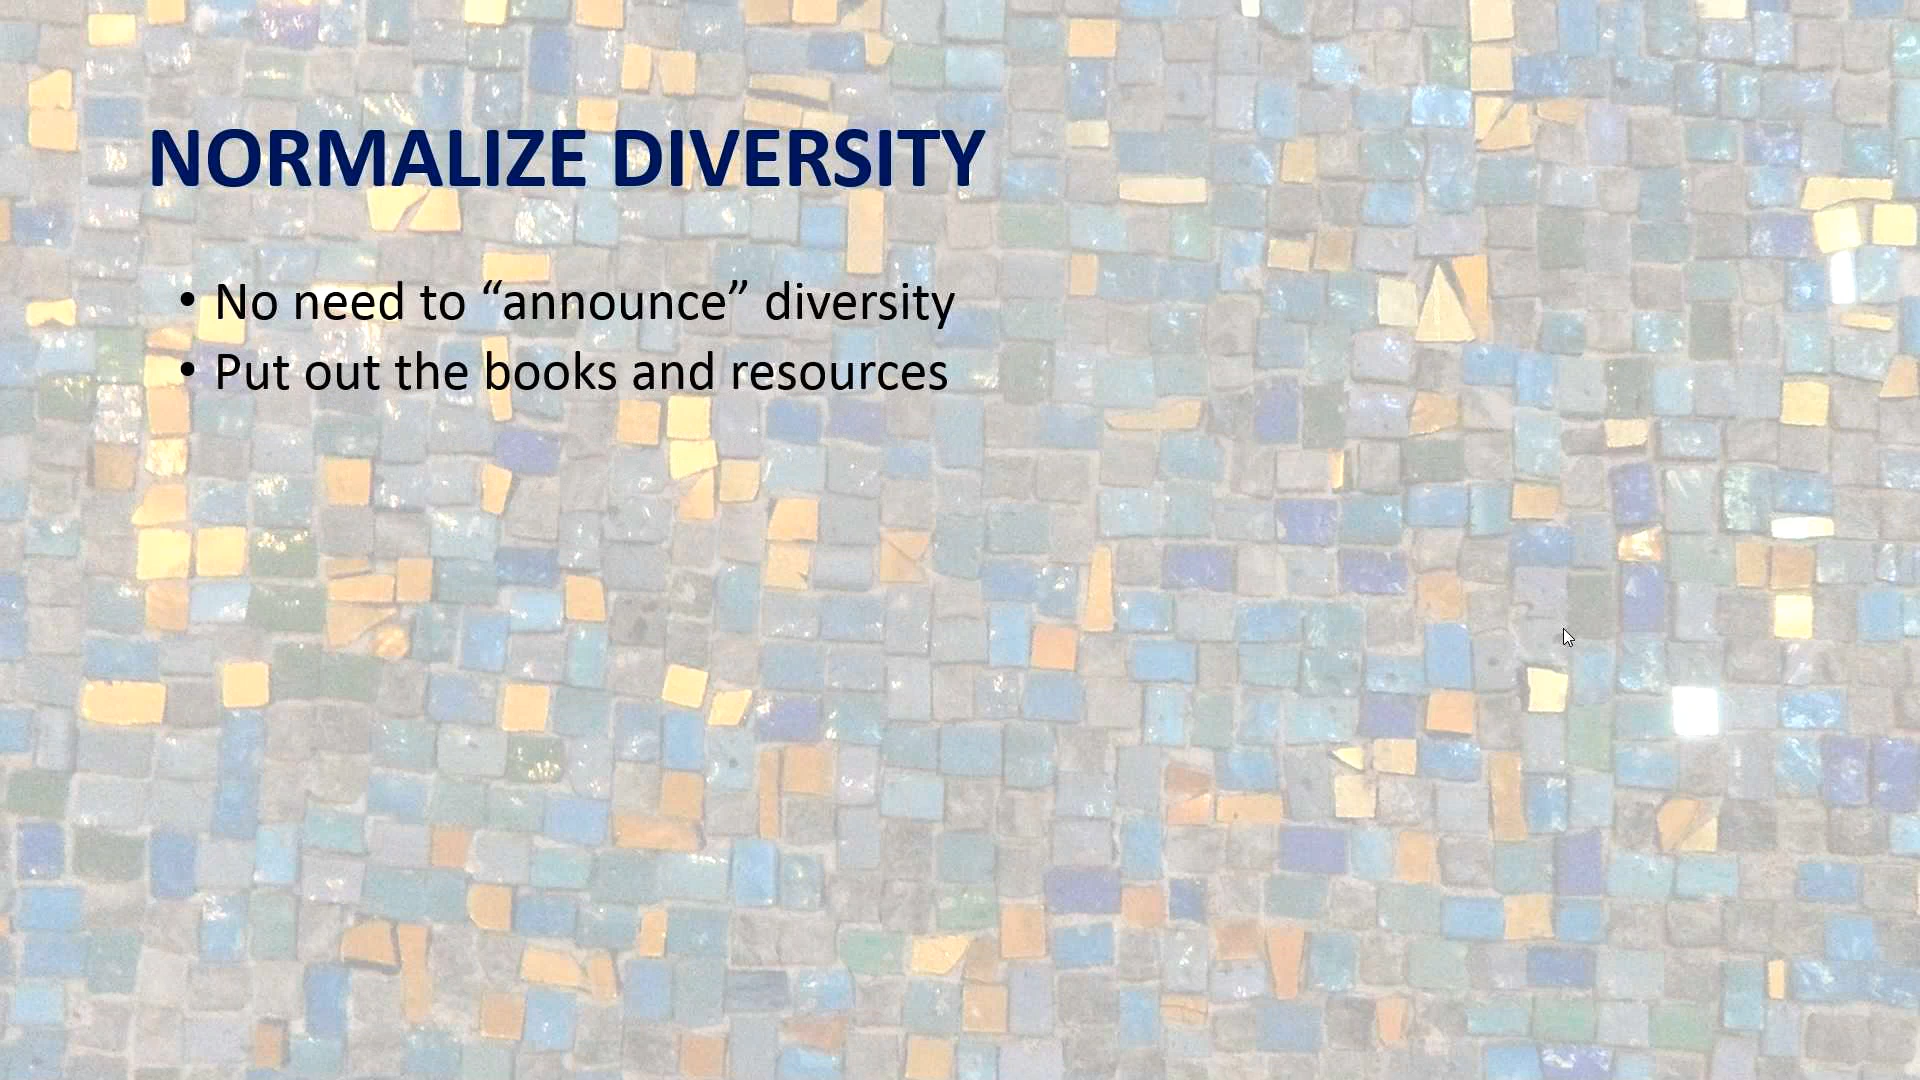 NORMALIZE DIVERSITY
• No need to “announce” diversity
• Put out the books and resources